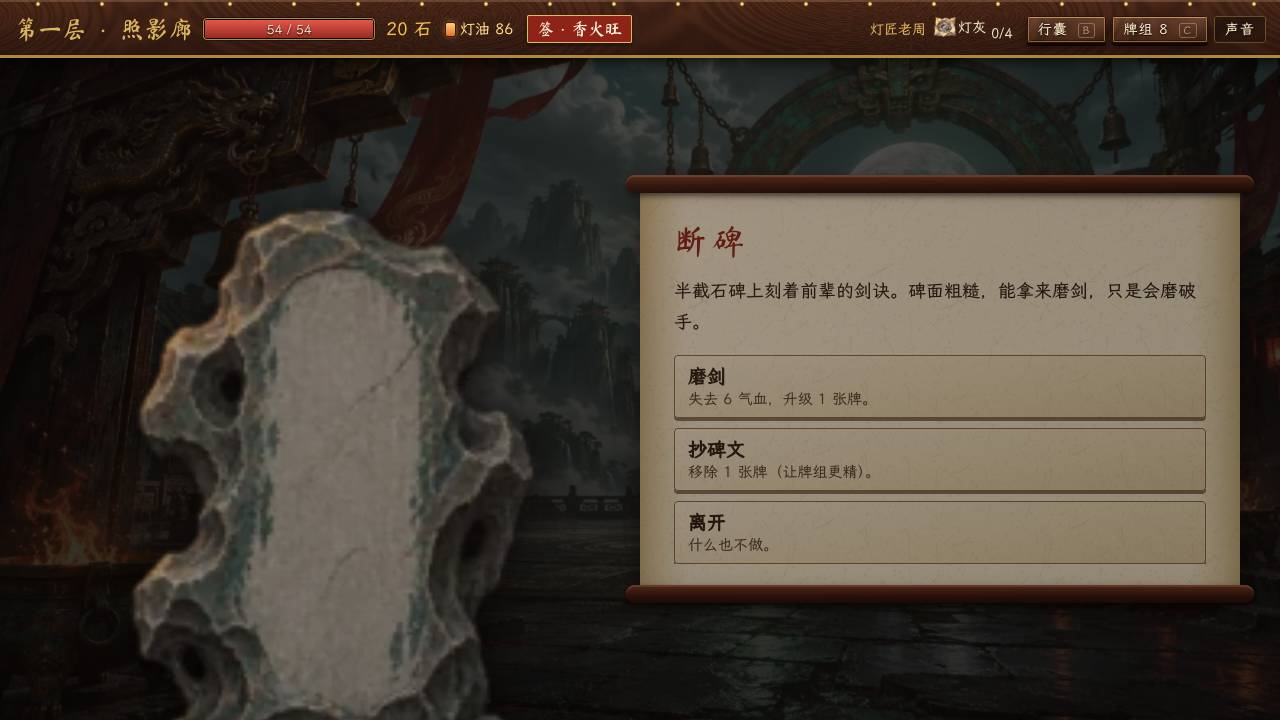 第一层 · 照影廊
54 / 54
20 石
灯油 86
签 · 香火旺
灯匠老周
灯灰 0/4
行囊 B
牌组 8 C
声音
断碑
半截石碑上刻着前辈的剑诀。碑面粗糙，能拿来磨剑，只是会磨破
手。
磨剑
失去 6 气血，升级 1 张牌。
抄碑文
移除 1 张牌（让牌组更精）。
离开
什么也不做。